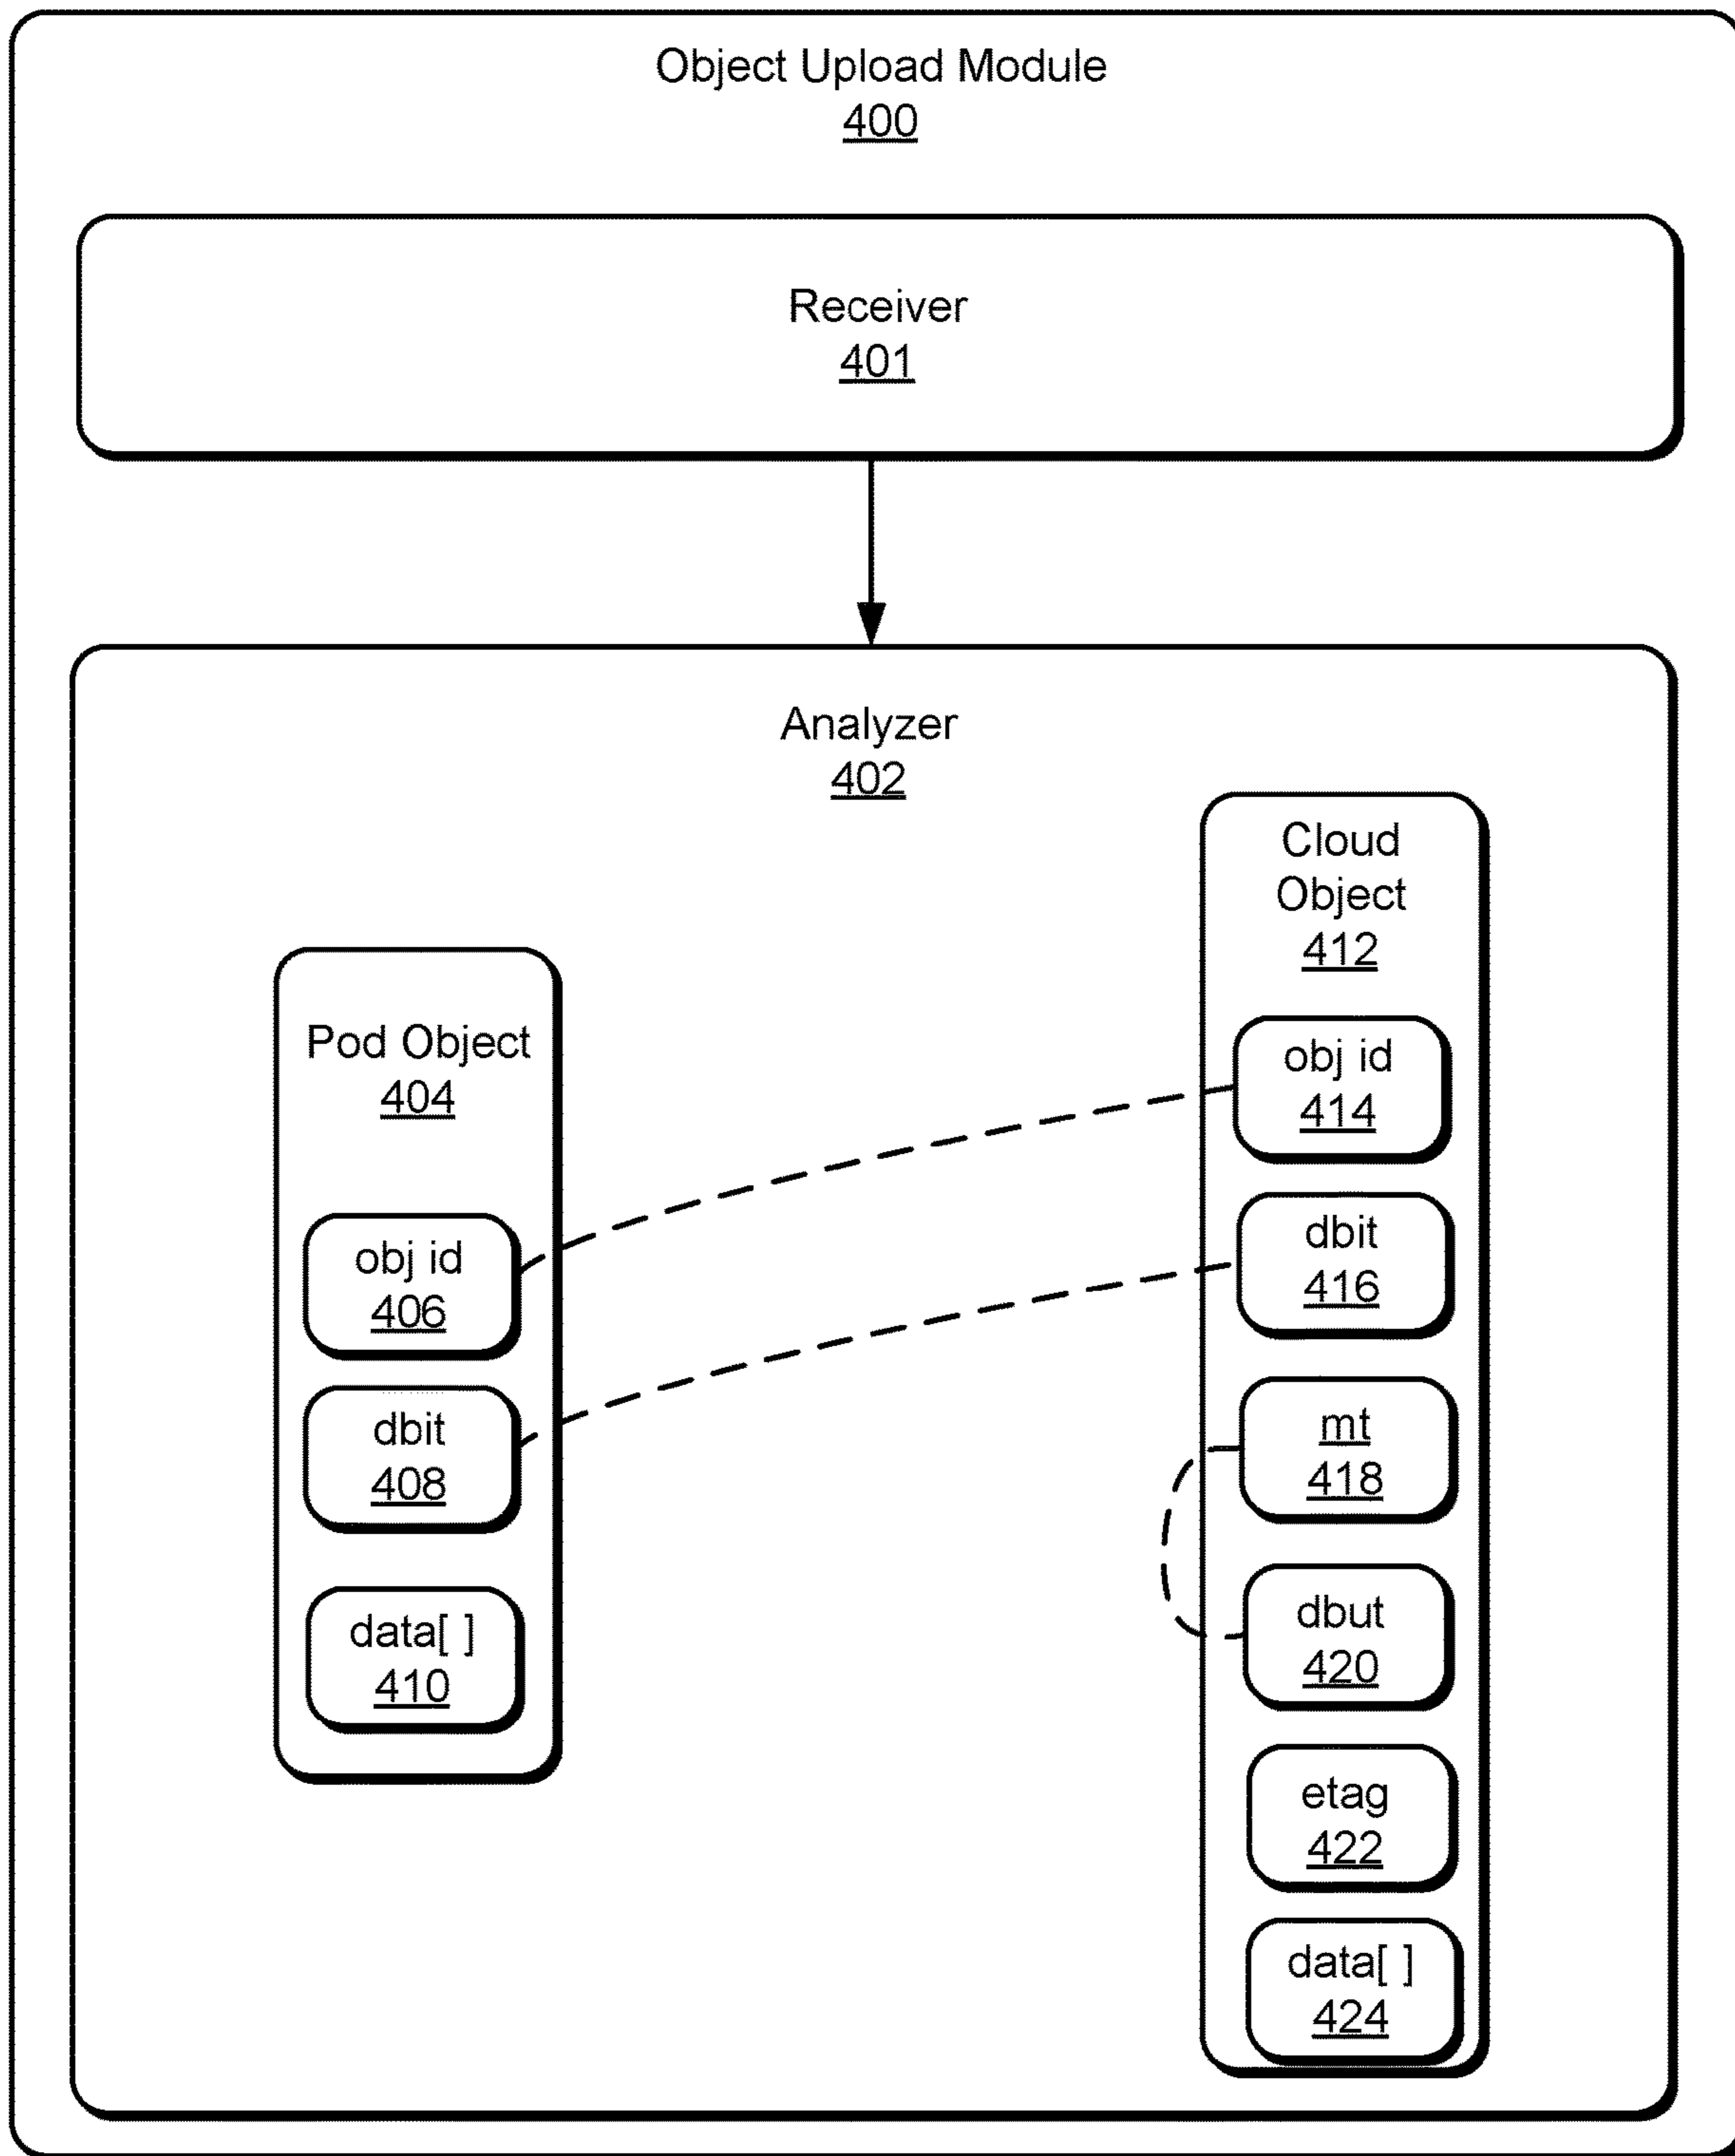 Object Upload Module
400
Receiver
401
Analyzer
402
Pod Object
404
obj id
406
dbit
408
data[ ]
410
Cloud
Object
412
obj id
414
dbit
416
mt
418
dbut
420
etag
422
data[ ]
424